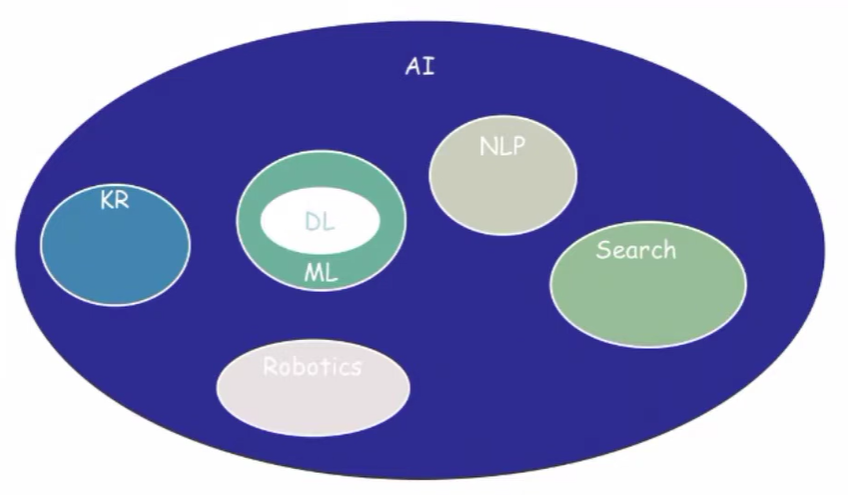 AI
NLP
KR
DL
Search
ML
Robotics